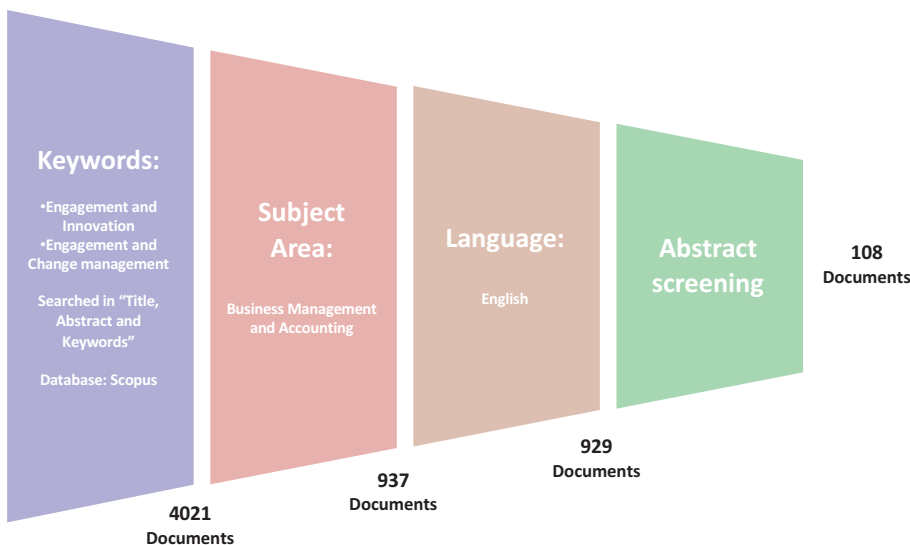 Keywords:
•Engagement and
Innovation
•Engagement and
Change management
Searched in “Title,
Abstract and
Keywords”
Database: Scopus
4021
Documents
Subject
Area:
Business Management
and Accounting
937
Documents
Language:
English
929
Documents
Abstract
screening
108
Documents